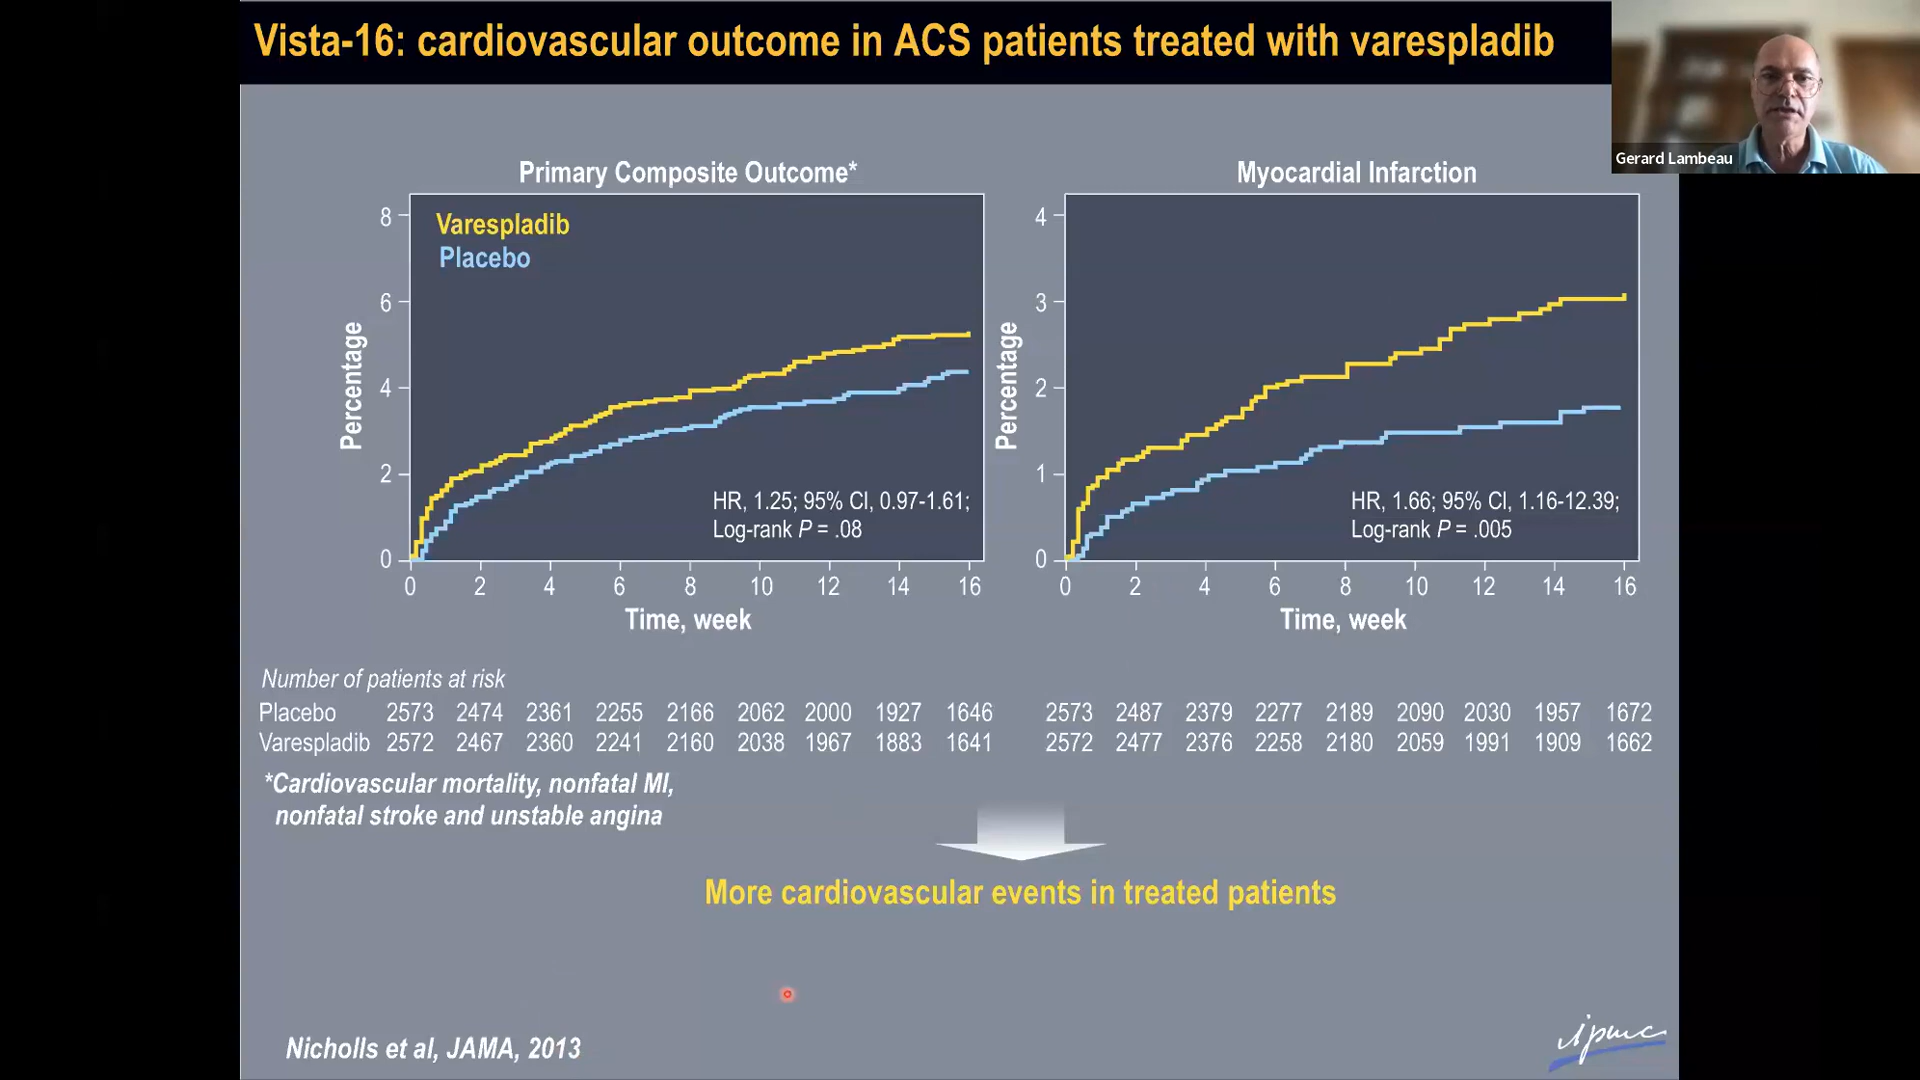 Vista-16: cardiovascular outcome in ACS patients treated with varespladib
Gerard Lambeau
Primary Composite Outcome*
Varespladib
Placebo
Percentage
8
6
4
2
0
HR, 1.25; 95% CI, 0.97-1.61;
Log-rank P = .08
0 2 4 6 8 10 12 14 16
Time, week
Myocardial Infarction
Percentage
4
3
2
1
0
HR, 1.66; 95% CI, 1.16-12.39;
Log-rank P = .005
0 2 4 6 8 10 12 14 16
Time, week
Number of patients at risk
Placebo 2573 2474 2361 2255 2166 2062 2000 1927 1646 2573 2487 2379 2277 2189 2090 2030 1957 1672
Varespladib 2572 2467 2360 2241 2160 2038 1967 1883 1641 2572 2477 2376 2258 2180 2059 1991 1909 1662
*Cardiovascular mortality, nonfatal MI,
nonfatal stroke and unstable angina
More cardiovascular events in treated patients
Nicholls et al, JAMA, 2013
ipmc